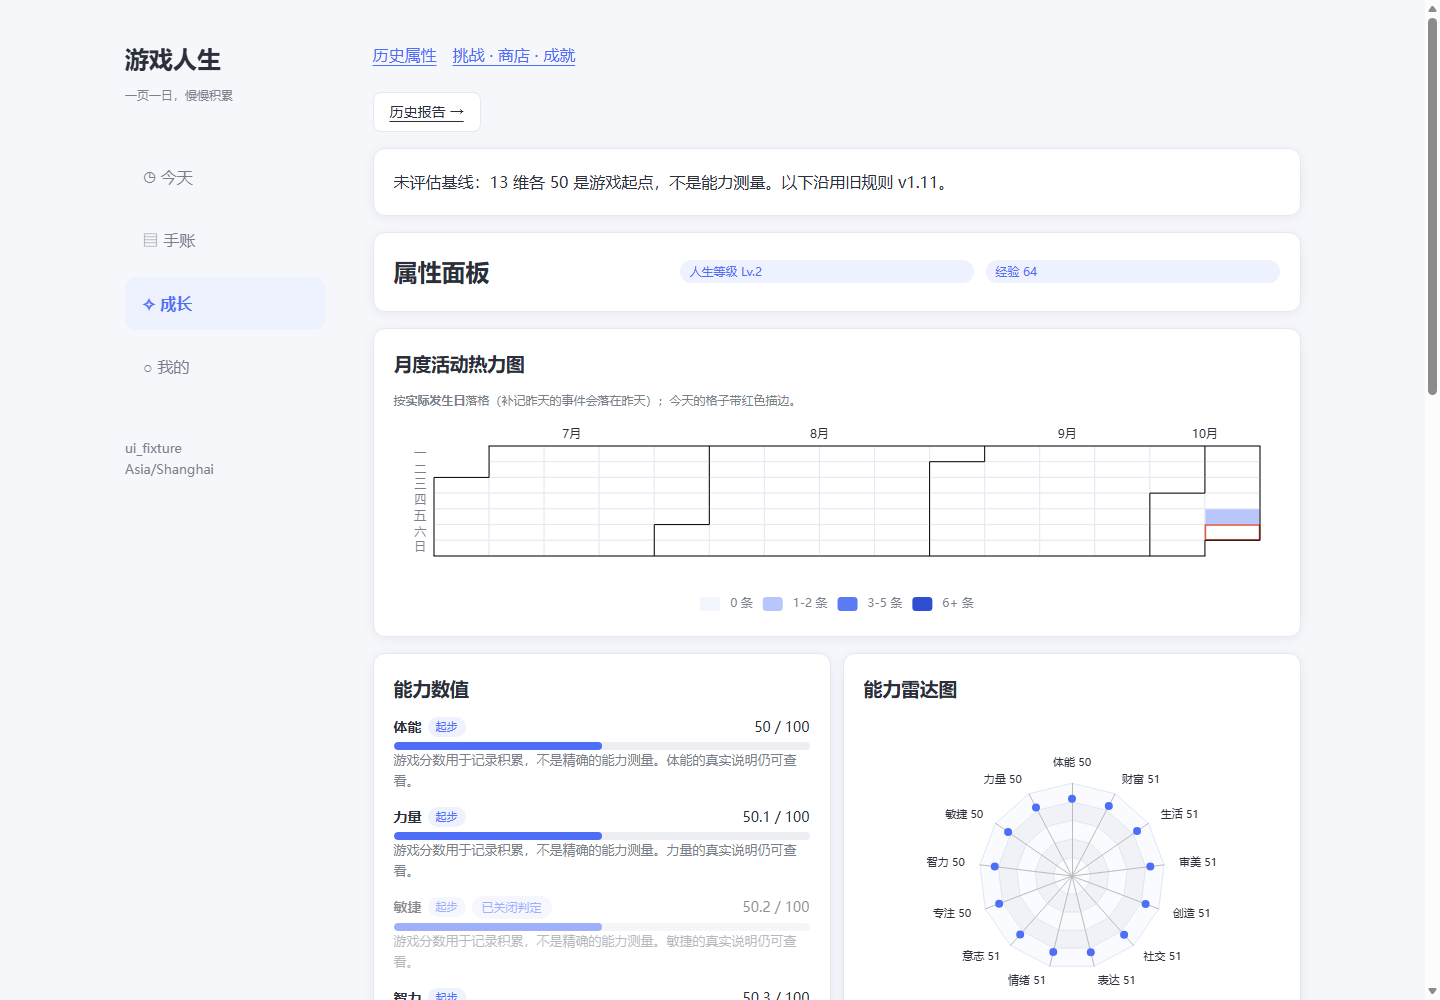 游戏人生
一页一日，慢慢积累
◷ 今天
▤ 手账
✧ 成长
○ 我的
ui_fixture
Asia/Shanghai
历史属性 挑战 · 商店 · 成就
历史报告 →
未评估基线：13 维各 50 是游戏起点，不是能力测量。以下沿用旧规则 v1.11。
属性面板
人生等级 Lv.2
经验 64
月度活动热力图
按实际发生日落格（补记昨天的事件会落在昨天）；今天的格子带红色描边。
7月 8月 9月 10月
一
二
三
四
五
六
日
0 条 1-2 条 3-5 条 6+ 条
能力数值
体能 起步 50 / 100
游戏分数用于记录积累，不是精确的能力测量。体能的真实说明仍可查
看。
力量 起步 50.1 / 100
游戏分数用于记录积累，不是精确的能力测量。力量的真实说明仍可查
看。
敏捷 起步 已关闭判定 50.2 / 100
游戏分数用于记录积累，不是精确的能力测量。敏捷的真实说明仍可查
看。
智力 起步 50.3 / 100
能力雷达图
体能 50
力量 50
财富 51
敏捷 50
生活 51
智力 50
审美 51
专注 50
创造 51
意志 51
社交 51
情绪 51
表达 51